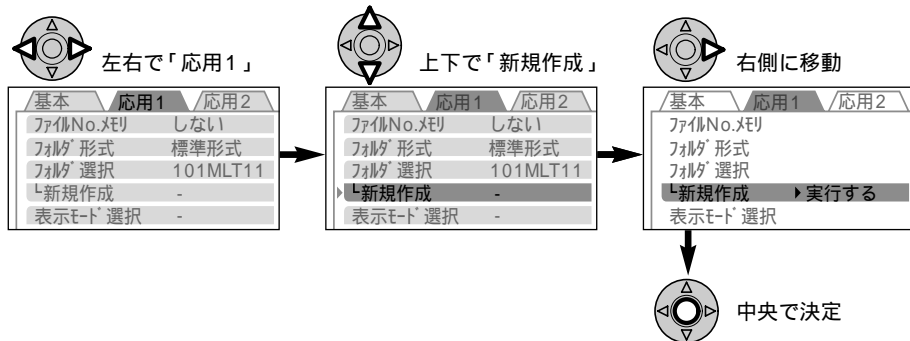 左右で「応用1」
基本 応用1 応用2
ﾌｧｲﾙNo.ﾒﾓﾘ しない
ﾌｫﾙﾀﾞ形式 標準形式
ﾌｫﾙﾀﾞ選択 101MLT11
└新規作成 -
表示ﾓｰﾄﾞ選択 -
上下で「新規作成」
基本 応用1 応用2
ﾌｧｲﾙNo.ﾒﾓﾘ しない
ﾌｫﾙﾀﾞ形式 標準形式
ﾌｫﾙﾀﾞ選択 101MLT11
└新規作成 -
表示ﾓｰﾄﾞ選択 -
右側に移動
基本 応用1 応用2
ﾌｧｲﾙNo.ﾒﾓﾘ
ﾌｫﾙﾀﾞ形式
ﾌｫﾙﾀﾞ選択
└新規作成 実行する
表示ﾓｰﾄﾞ選択
中央で決定